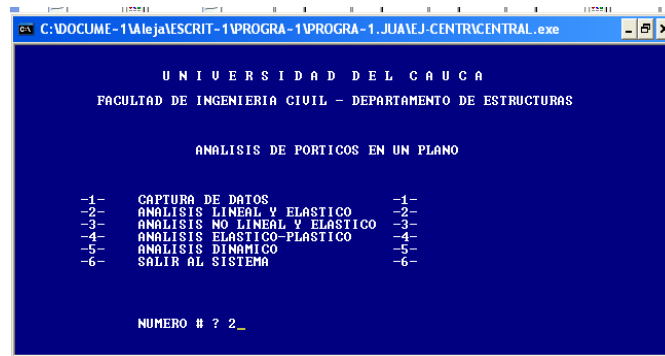 C:\DOCUME~1\Aleja\ESCRIT~1\PROGRA~1\PROGRA~1.JUA\EJ-CENTR\CENTRAL.exe
U N I V E R S I D A D  D E L  C A U C A
FACULTAD DE INGENIERIA CIVIL - DEPARTAMENTO DE ESTRUCTURAS
ANALISIS DE PORTICOS EN UN PLANO
-1- CAPTURA DE DATOS -1-
-2- ANALISIS LINEAL Y ELASTICO -2-
-3- ANALISIS NO LINEAL Y ELASTICO -3-
-4- ANALISIS ELASTICO-PLASTICO -4-
-5- ANALISIS DINAMICO -5-
-6- SALIR AL SISTEMA -6-
NUMERO # ? 2_